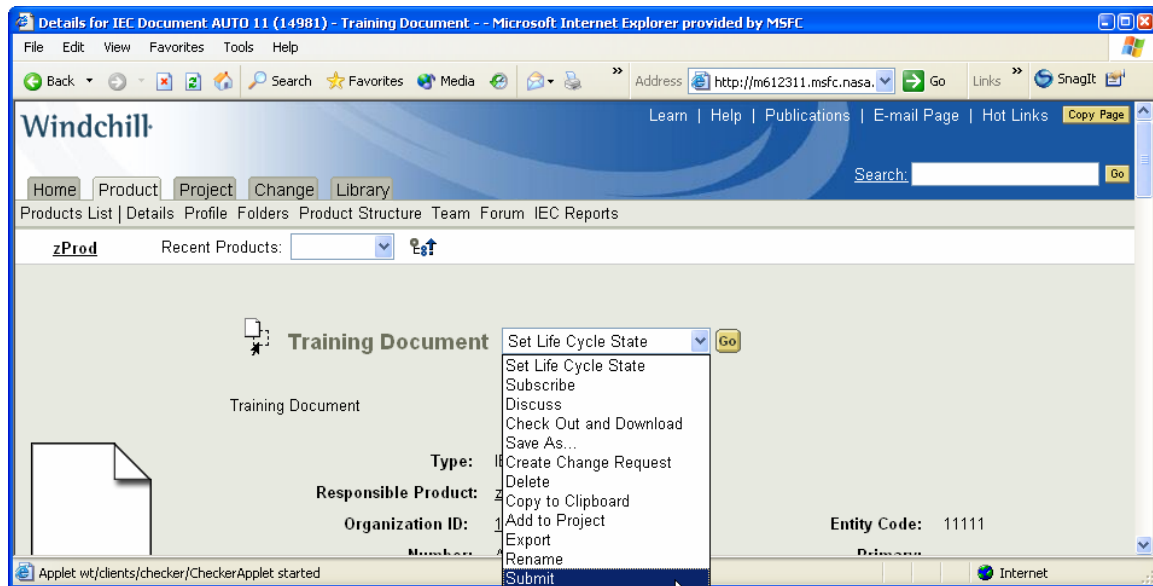 Details for IEC Document AUTO 11 (14981) - Training Document - - Microsoft Internet Explorer provided by MSFC
File Edit View Favorites Tools Help
Back Search Favorites Media » Address http://m612311.msfc.nasa. Go Links » SnagIt
Windchill
Learn | Help | Publications | E-mail Page | Hot Links Copy Page
Search: Go
Home Product Project Change Library
Products List | Details Profile Folders Product Structure Team Forum IEC Reports
zProd Recent Products:
Training Document Set Life Cycle State Go
Set Life Cycle State
Subscribe
Discuss
Training Document
Check Out and Download
Save As...
Type: Create Change Request
Delete
Responsible Product: z
Copy to Clipboard
Organization ID: 1 Add to Project Entity Code: 11111
Export
Number: Primary
Rename
Applet wt/clients/checker/CheckerApplet started Submit Internet